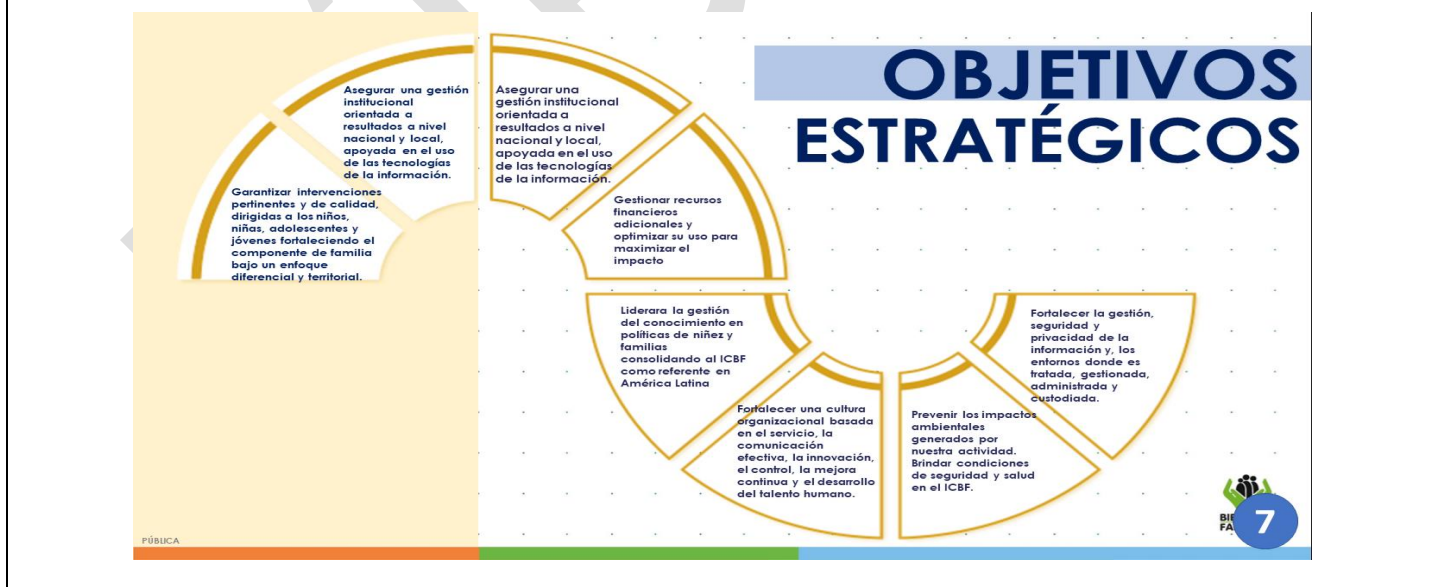 OBJETIVOS
ESTRATÉGICOS
Garantizar intervenciones
pertinentes y de calidad,
dirigidas a los niños,
niñas, adolescentes y
jóvenes fortaleciendo el
componente de familia
bajo un enfoque
diferencial y territorial.
Asegurar una gestión
institucional
orientada a
resultados a nivel
nacional y local,
apoyada en el uso
de las tecnologías
de la información.
Asegurar una
gestión institucional
orientada a
resultados a nivel
nacional y local,
apoyada en el uso
de las tecnologías
de la información.
Gestionar recursos
financieros
adicionales y
optimizar su uso para
maximizar el
impacto
Liderara la gestión
del conocimiento en
políticas de niñez y
familias
consolidando al ICBF
como referente en
América Latina
Fortalecer una cultura
organizacional basada
en el servicio, la
comunicación
efectiva, la innovación,
el control, la mejora
continua y el desarrollo
del talento humano.
Prevenir los impactos
ambientales
generados por
nuestra actividad.
Brindar condiciones
de seguridad y salud
en el ICBF.
Fortalecer la gestión,
seguridad y
privacidad de la
información y, los
entornos donde es
tratada, gestionada,
administrada y
custodiada.
7
PÚBLICA